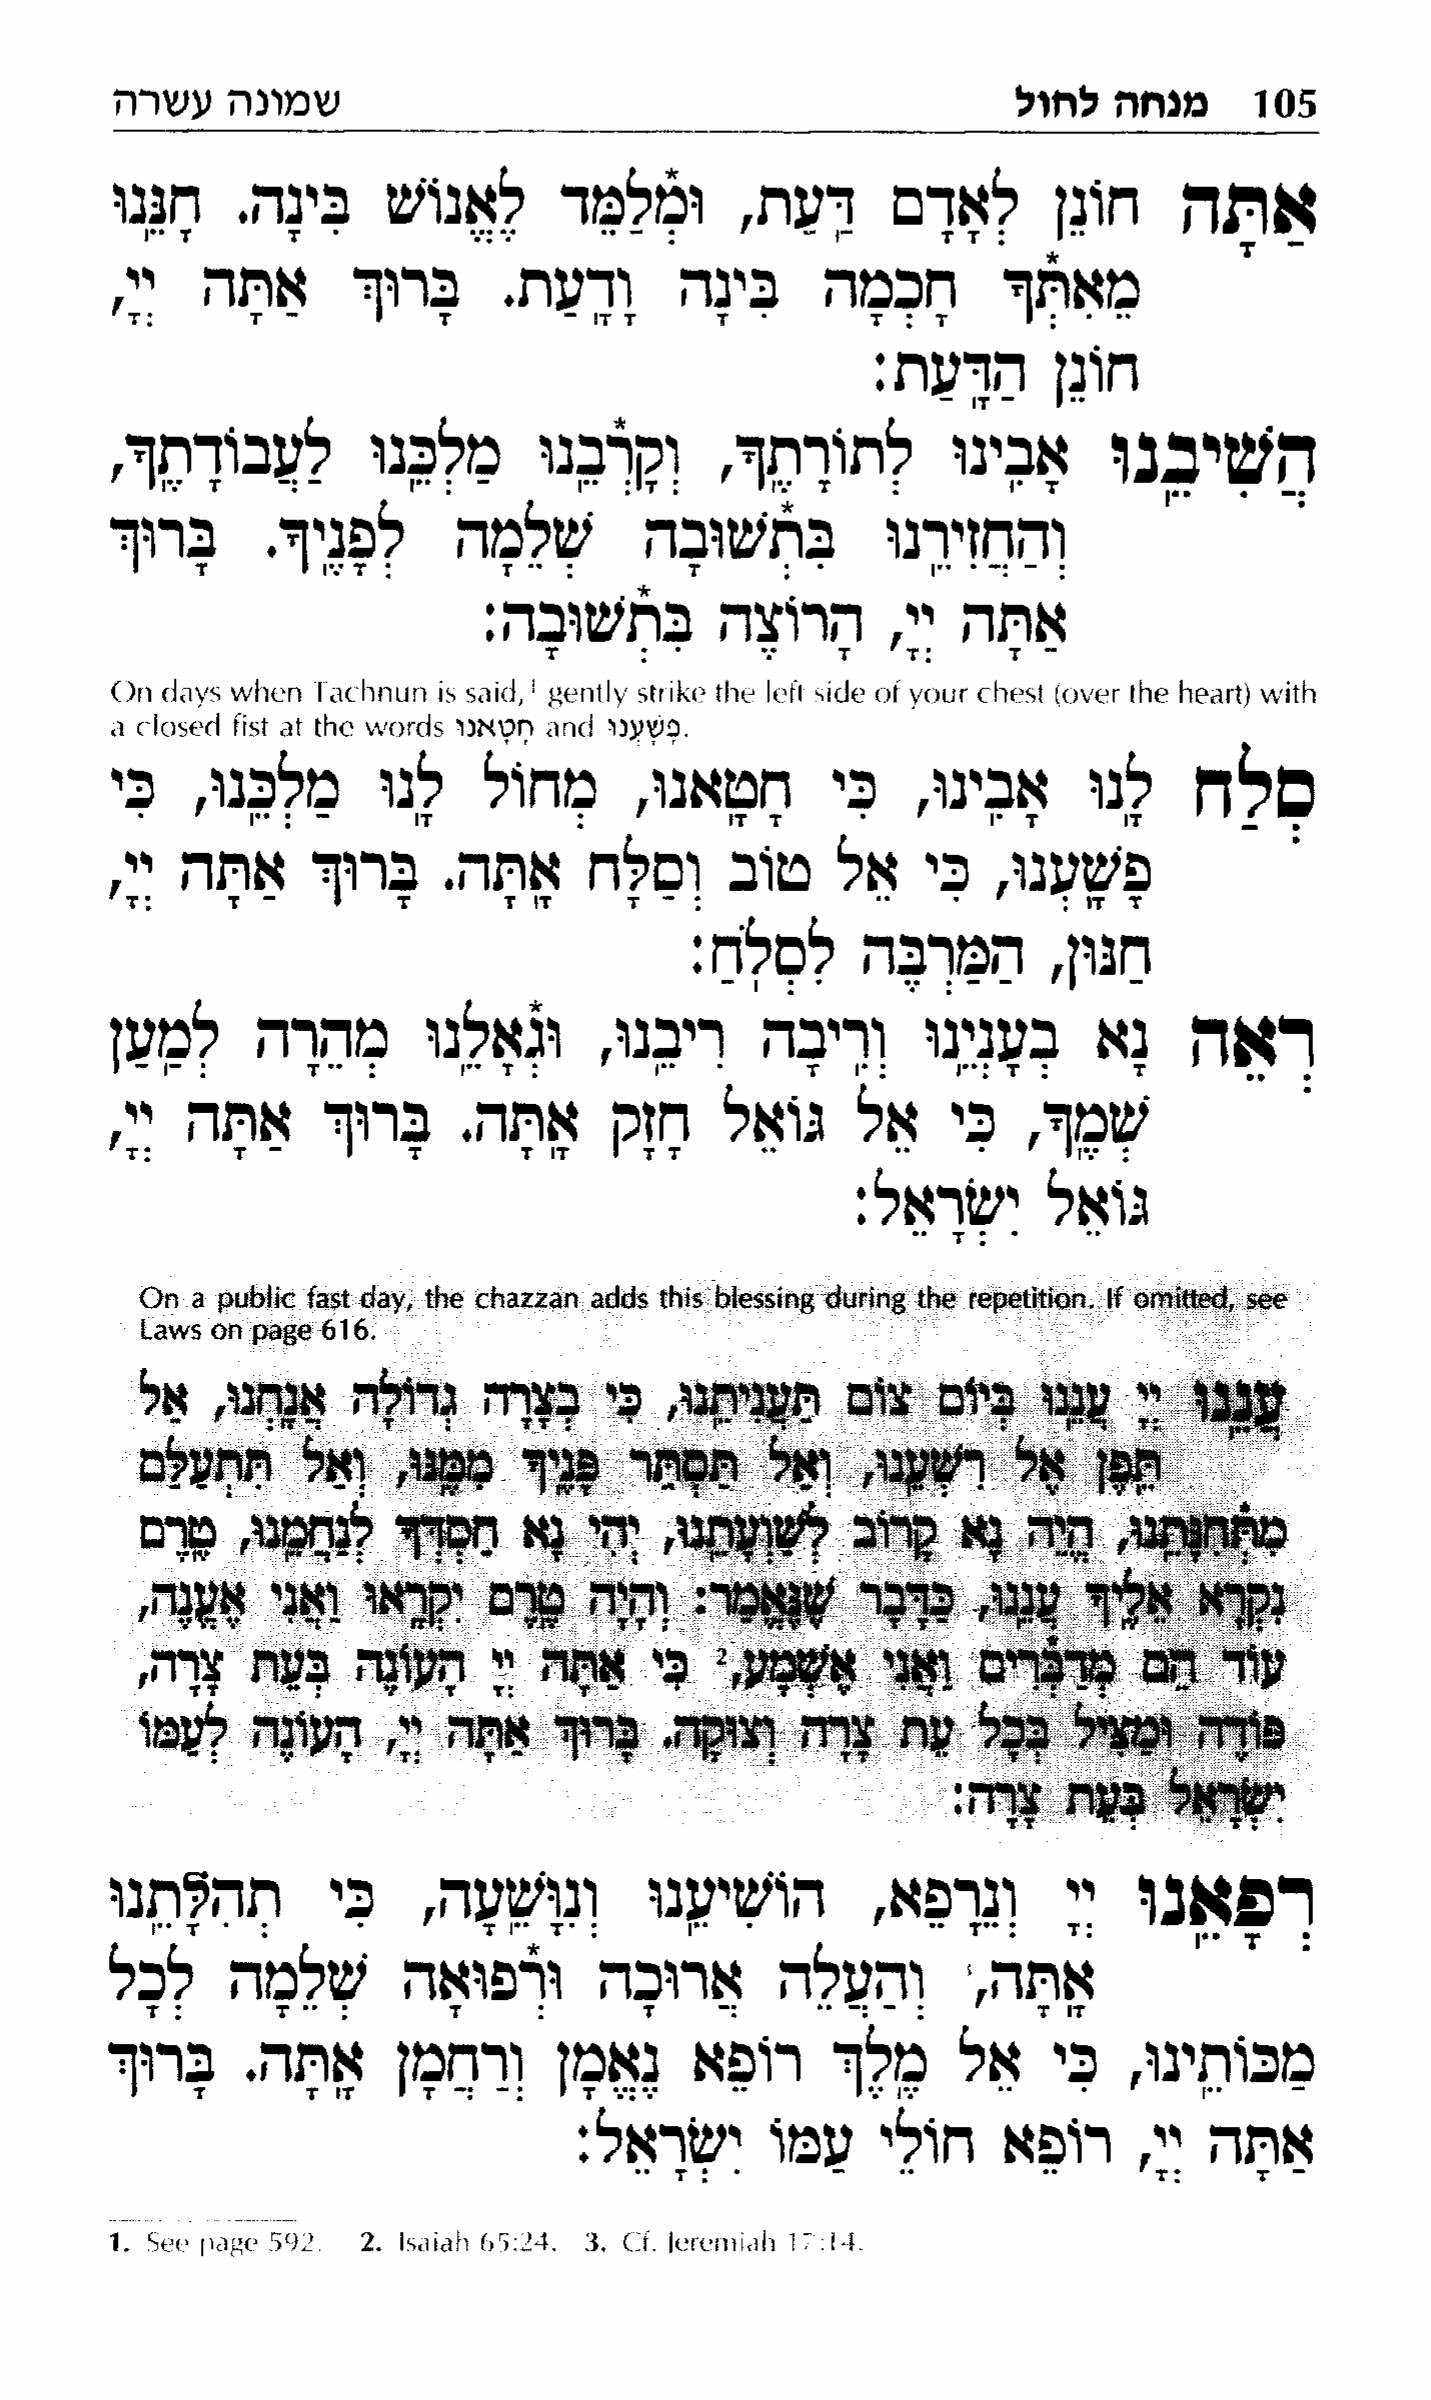 105 מנחה לחול שמונה עשרה
אַתָּה חוֹנֵן לְאָדָם דַּֽעַת, וּמְ֯לַמֵּד לֶאֱנוֹשׁ בִּינָה. חָנֵּֽנוּ
מֵאִתְּ֯ךָ חָכְמָה בִּינָה וָדָֽעַת. בָּרוּךְ אַתָּה יְיָ,
חוֹנֵן הַדָּֽעַת:
הֲשִׁיבֵֽנוּ אָבִֽינוּ לְתוֹרָתֶֽךָ, וְקָרְ֯בֵֽנוּ מַלְכֵּֽנוּ לַעֲבוֹדָתֶֽךָ,
וְהַחֲזִירֵֽנוּ בִּתְ֯שׁוּבָה שְׁלֵמָה לְפָנֶֽיךָ. בָּרוּךְ
אַתָּה יְיָ, הָרוֹצֶה בִּתְ֯שׁוּבָה:
On days when Tachnun is said,¹ gently strike the left side of your chest (over the heart) with
a closed fist at the words חָטָֽאנוּ and פָשָֽׁעְנוּ.
סְלַח לָֽנוּ אָבִֽינוּ, כִּי חָטָֽאנוּ, מְחוֹל לָֽנוּ מַלְכֵּֽנוּ, כִּי
פָשָֽׁעְנוּ, כִּי אֵל טוֹב וְסַלָּח אָֽתָּה. בָּרוּךְ אַתָּה יְיָ,
חַנּוּן, הַמַּרְבֶּה לִסְלֹֽחַ:
רְאֵה נָא בְעָנְיֵֽנוּ וְרִֽיבָה רִיבֵֽנוּ, וּגְ֯אָלֵֽנוּ מְהֵרָה לְמַֽעַן
שְׁמֶֽךָ, כִּי אֵל גּוֹאֵל חָזָק אָֽתָּה. בָּרוּךְ אַתָּה יְיָ,
גּוֹאֵל יִשְׂרָאֵל:
On a public fast day, the chazzan adds this blessing during the repetition. If omitted, see
Laws on page 616.
עֲנֵֽנוּ יְיָ עֲנֵֽנוּ בְּיוֹם צוֹם תַּעֲנִיתֵֽנוּ, כִּי בְצָרָה גְדוֹלָה אֲנָֽחְנוּ, אַל
תֵּֽפֶן אֶל רִשְׁעֵֽנוּ, וְאַל תַּסְתֵּר פָּנֶֽיךָ מִמֶּֽנּוּ, וְאַל תִּתְעַלַּם
מִתְּ֯חִנָּתֵֽנוּ, הֱיֵה נָא קָרוֹב לְשַׁוְעָתֵֽנוּ, יְהִי נָא חַסְדְּךָ לְנַחֲמֵֽנוּ, טֶֽרֶם
נִקְרָא אֵלֶֽיךָ עֲנֵֽנוּ, כַּדָּבָר שֶׁנֶּאֱמַר: וְהָיָה טֶֽרֶם יִקְרָֽאוּ וַאֲנִי אֶעֱנֶה,
עוֹד הֵם מְדַבְּ֯רִים וַאֲנִי אֶשְׁמָע,² כִּי אַתָּה יְיָ הָעוֹנֶה בְּעֵת צָרָה,
פּוֹדֶה וּמַצִּיל בְּכָל עֵת צָרָה וְצוּקָה. בָּרוּךְ אַתָּה יְיָ, הָעוֹנֶה לְעַמּוֹ
יִשְׂרָאֵל בְּעֵת צָרָה:
רְפָאֵֽנוּ יְיָ וְנֵרָפֵא, הוֹשִׁיעֵֽנוּ וְנִוָּשֵֽׁעָה, כִּי תְהִלָּתֵֽנוּ
אָֽתָּה,³ וְהַעֲלֵה אֲרוּכָה וּרְ֯פוּאָה שְׁלֵמָה לְכָל
מַכּוֹתֵֽינוּ, כִּי אֵל מֶֽלֶךְ רוֹפֵא נֶאֱמָן וְרַחֲמָן אָֽתָּה. בָּרוּךְ
אַתָּה יְיָ, רוֹפֵא חוֹלֵי עַמּוֹ יִשְׂרָאֵל:
1. See page 592. 2. Isaiah 65:24. 3. Cf. Jeremiah 17:14.